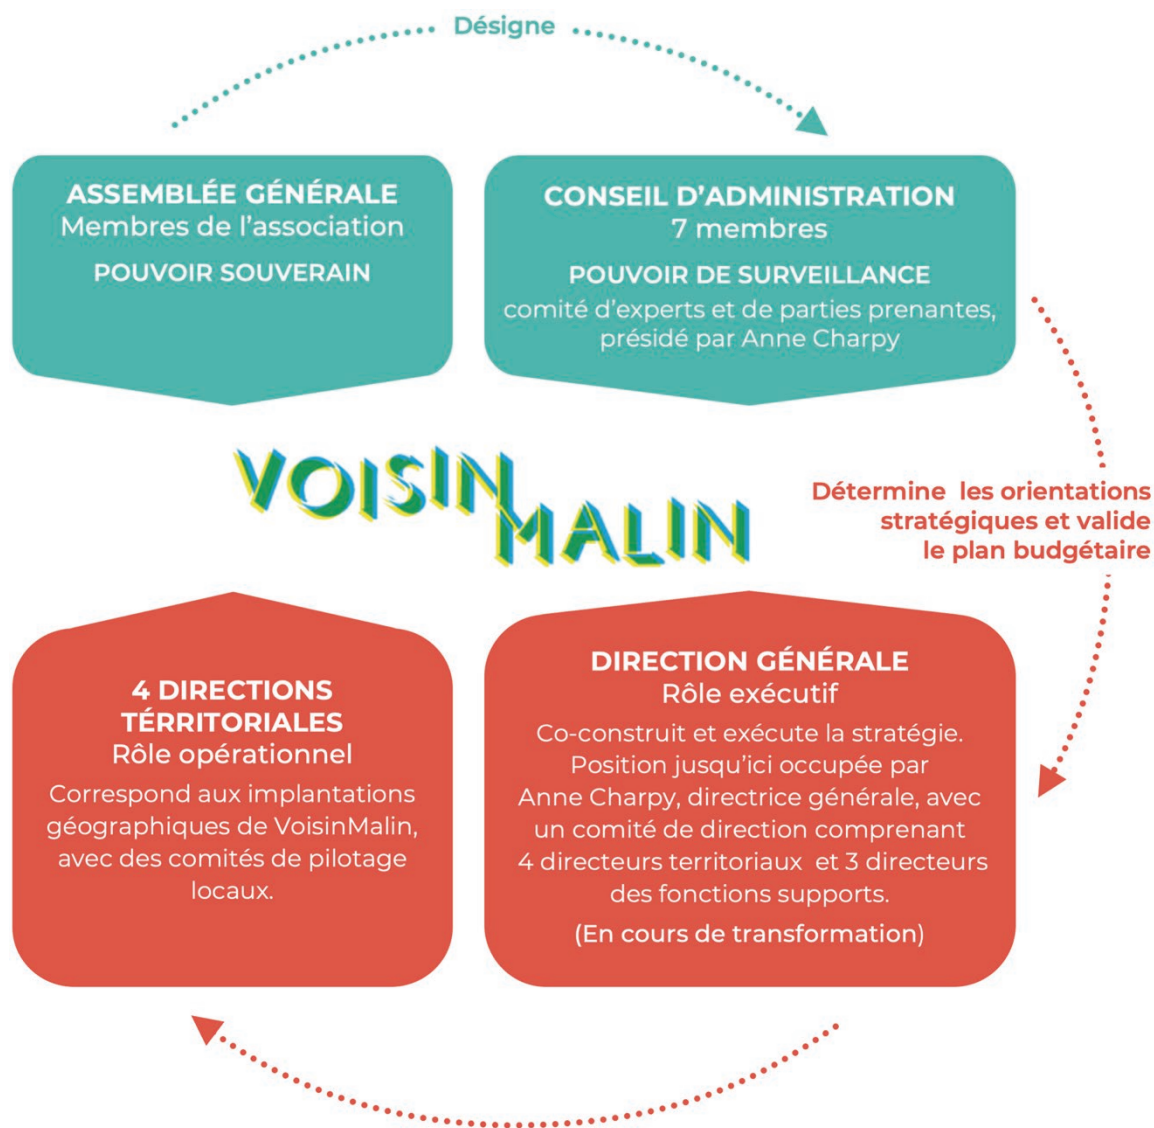 Désigne
ASSEMBLÉE GÉNÉRALE
Membres de l'association
POUVOIR SOUVERAIN
CONSEIL D'ADMINISTRATION
7 membres
POUVOIR DE SURVEILLANCE
comité d'experts et de parties prenantes,
présidé par Anne Charpy
VOISIN
MALIN
Détermine les orientations
stratégiques et valide
le plan budgétaire
4 DIRECTIONS
TÉRRITORIALES
Rôle opérationnel
Correspond aux implantations
géographiques de VoisinMalin,
avec des comités de pilotage
locaux.
DIRECTION GÉNÉRALE
Rôle exécutif
Co-construit et exécute la stratégie.
Position jusqu'ici occupée par
Anne Charpy, directrice générale, avec
un comité de direction comprenant
4 directeurs territoriaux et 3 directeurs
des fonctions supports.
(En cours de transformation)